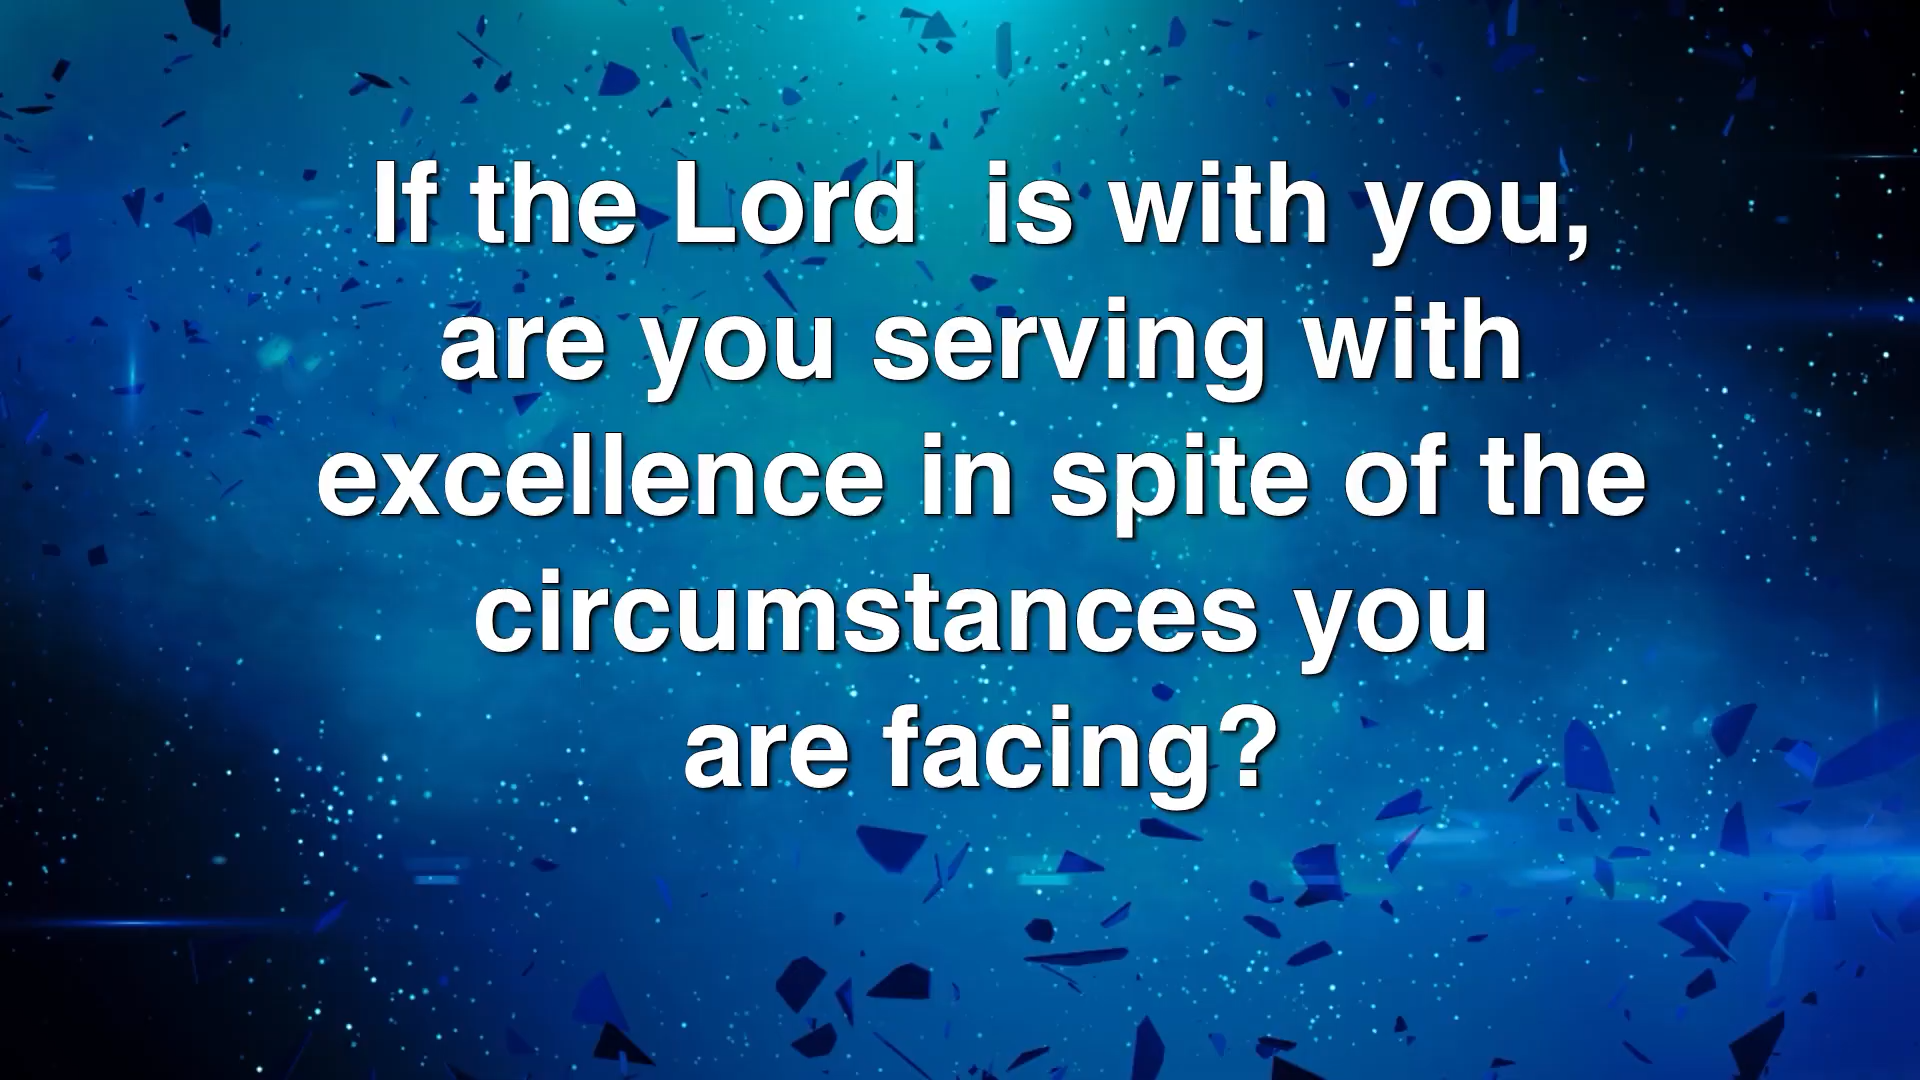 If the Lord  is with you,
are you serving with
excellence in spite of the
circumstances you
are facing?